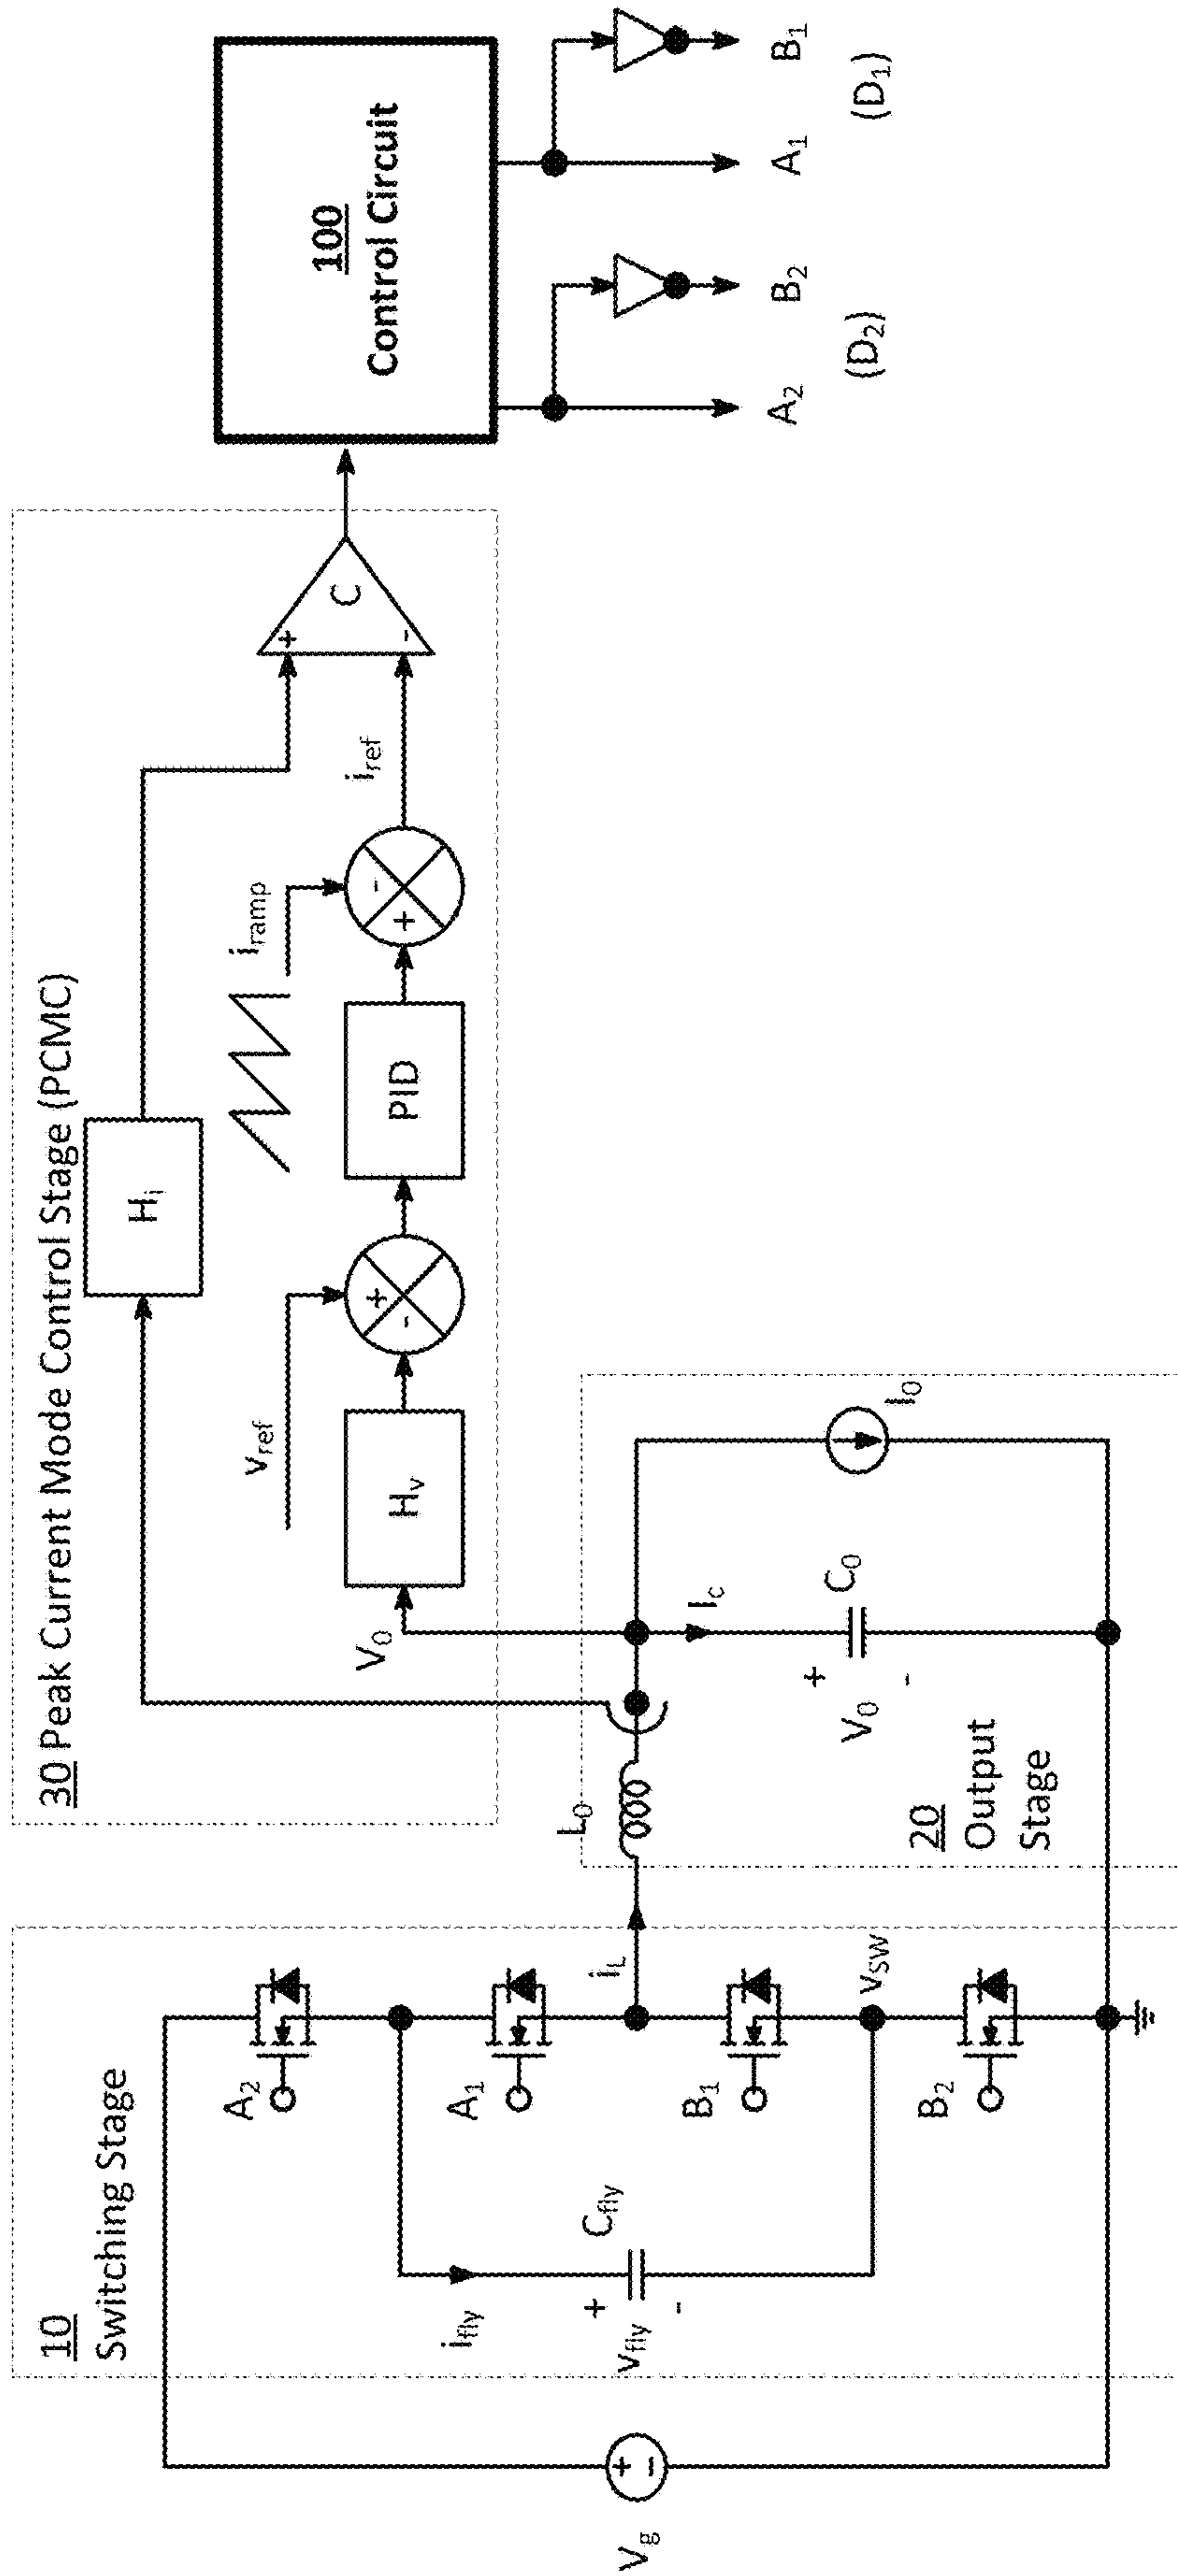 10
Switching Stage
Vg
+
-
ifly
+
vfly
-
Cfly
A2
A1
B1
B2
iL
vSW
30 Peak Current Mode Control Stage (PCMC)
Hi
V0
Hv
vref
+
-
PID
iramp
-
+
iref
+
-
C
L0
20
Output
Stage
Ic
+
V0
-
C0
I0
100
Control Circuit
A2
B2
(D2)
A1
B1
(D1)